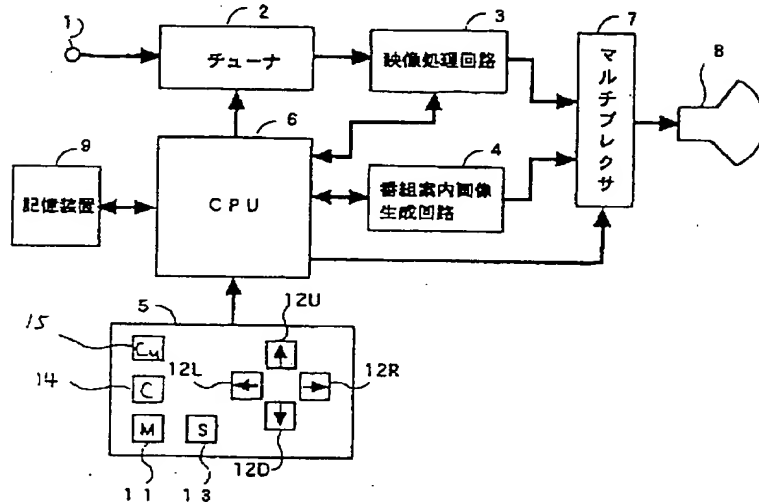 1
2
チューナ
3
映像処理回路
7
マルチプレクサ
8
9
記憶装置
6
CPU
4
番組案内画像
生成回路
5
15
Cu
14
C
M
S
11
13
12U
12L
12R
12D